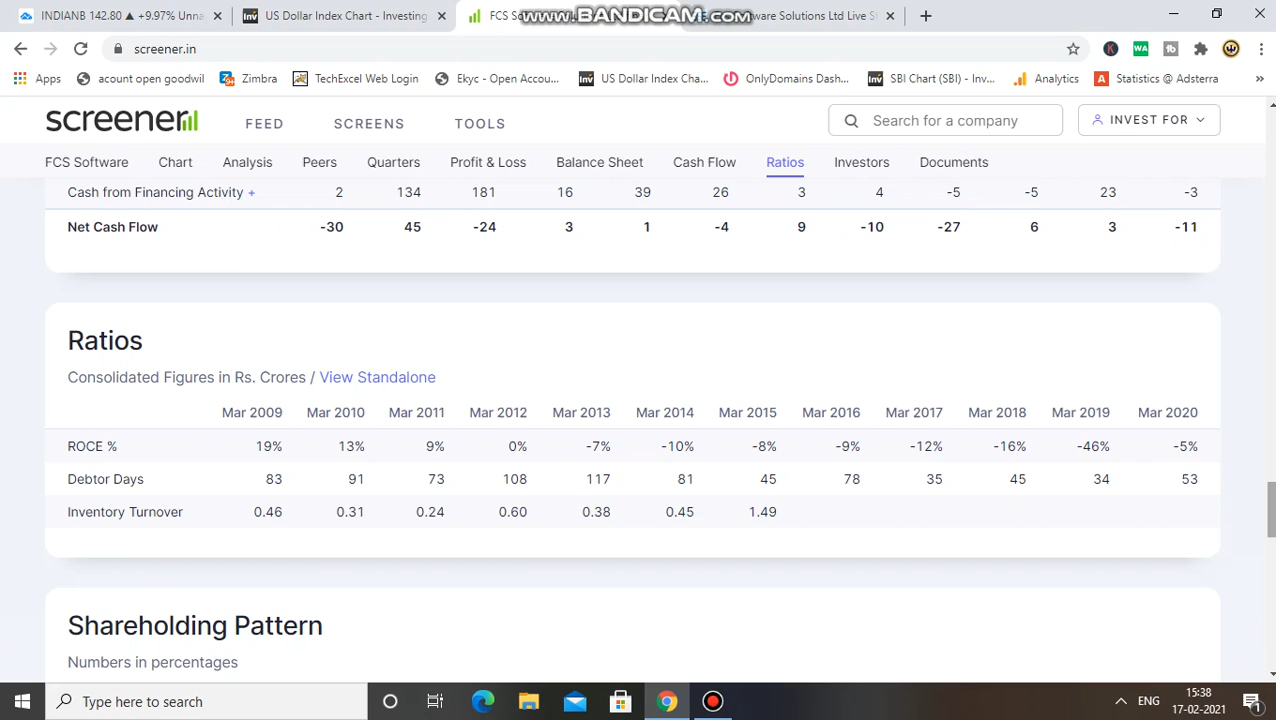 INDIANB 142.80 ▲ +9.97% Unna
US Dollar Index Chart - Investing
FCS S
www.BANDICAM.com
ware Solutions Ltd Live S
screener.in
Apps
acount open goodwil
Zimbra
TechExcel Web Login
Ekyc - Open Accou...
US Dollar Index Cha...
OnlyDomains Dash...
SBI Chart (SBI) - Inv...
Analytics
Statistics @ Adsterra
»
screener
FEED
SCREENS
TOOLS
Search for a company
INVEST FOR
FCS Software
Chart
Analysis
Peers
Quarters
Profit & Loss
Balance Sheet
Cash Flow
Ratios
Investors
Documents
Cash from Financing Activity + 2 134 181 16 39 26 3 4 -5 -5 23 -3
Net Cash Flow -30 45 -24 3 1 -4 9 -10 -27 6 3 -11
Ratios
Consolidated Figures in Rs. Crores / View Standalone
Mar 2009 Mar 2010 Mar 2011 Mar 2012 Mar 2013 Mar 2014 Mar 2015 Mar 2016 Mar 2017 Mar 2018 Mar 2019 Mar 2020
ROCE % 19% 13% 9% 0% -7% -10% -8% -9% -12% -16% -46% -5%
Debtor Days 83 91 73 108 117 81 45 78 35 45 34 53
Inventory Turnover 0.46 0.31 0.24 0.60 0.38 0.45 1.49
Shareholding Pattern
Numbers in percentages
Type here to search
ENG
15:38
17-02-2021